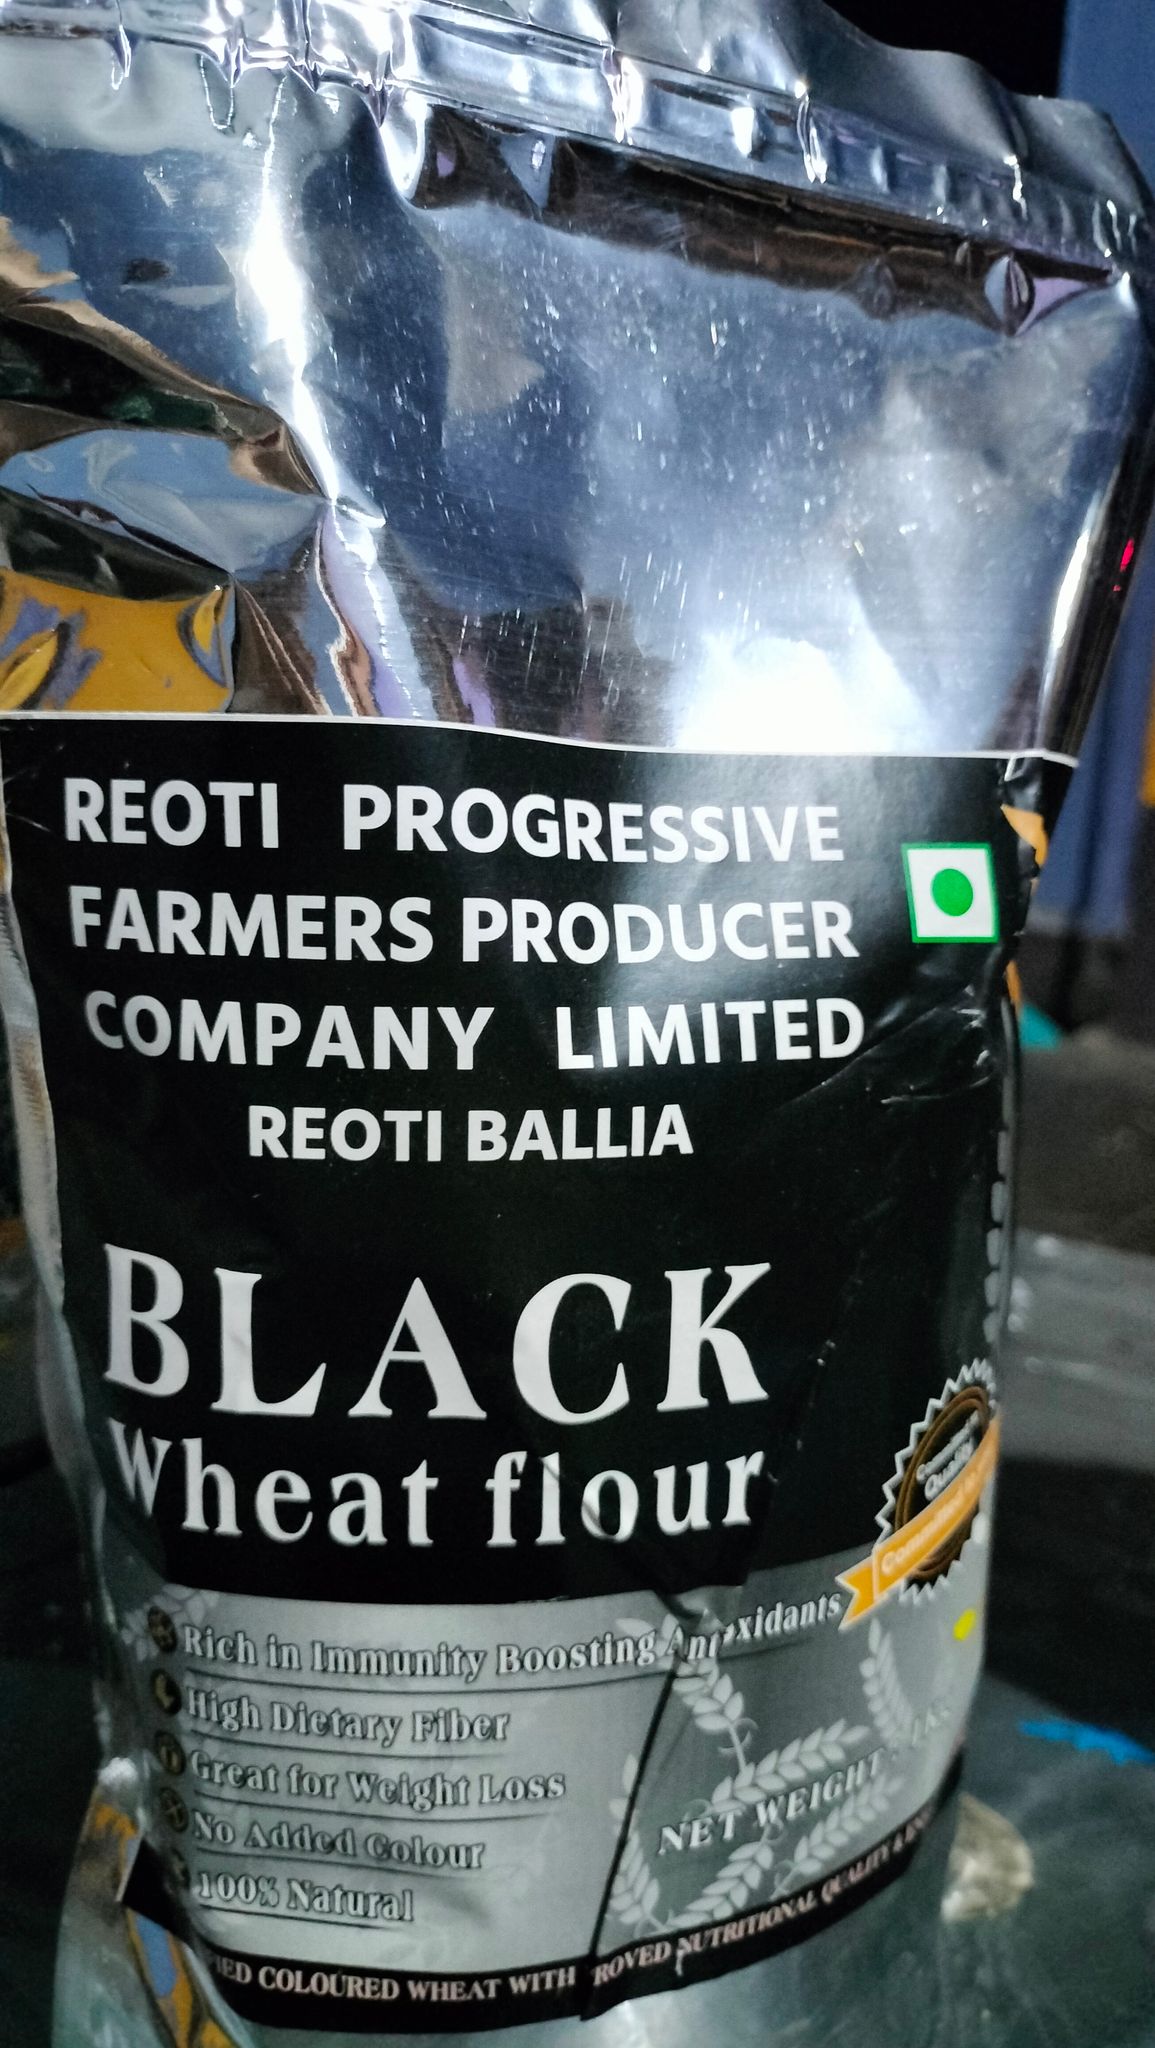 REOTI PROGRESSIVE
FARMERS PRODUCER
COMPANY LIMITED
REOTI BALLIA
BLACK
Wheat flour
Quality
Rich in Immunity Boosting
High Dietary Fiber
Great for Weight Loss
No Added Colour
100% Natural
NET WEIGHT
COLOURED WHEAT WITH NUTRITIONAL QUALITY &